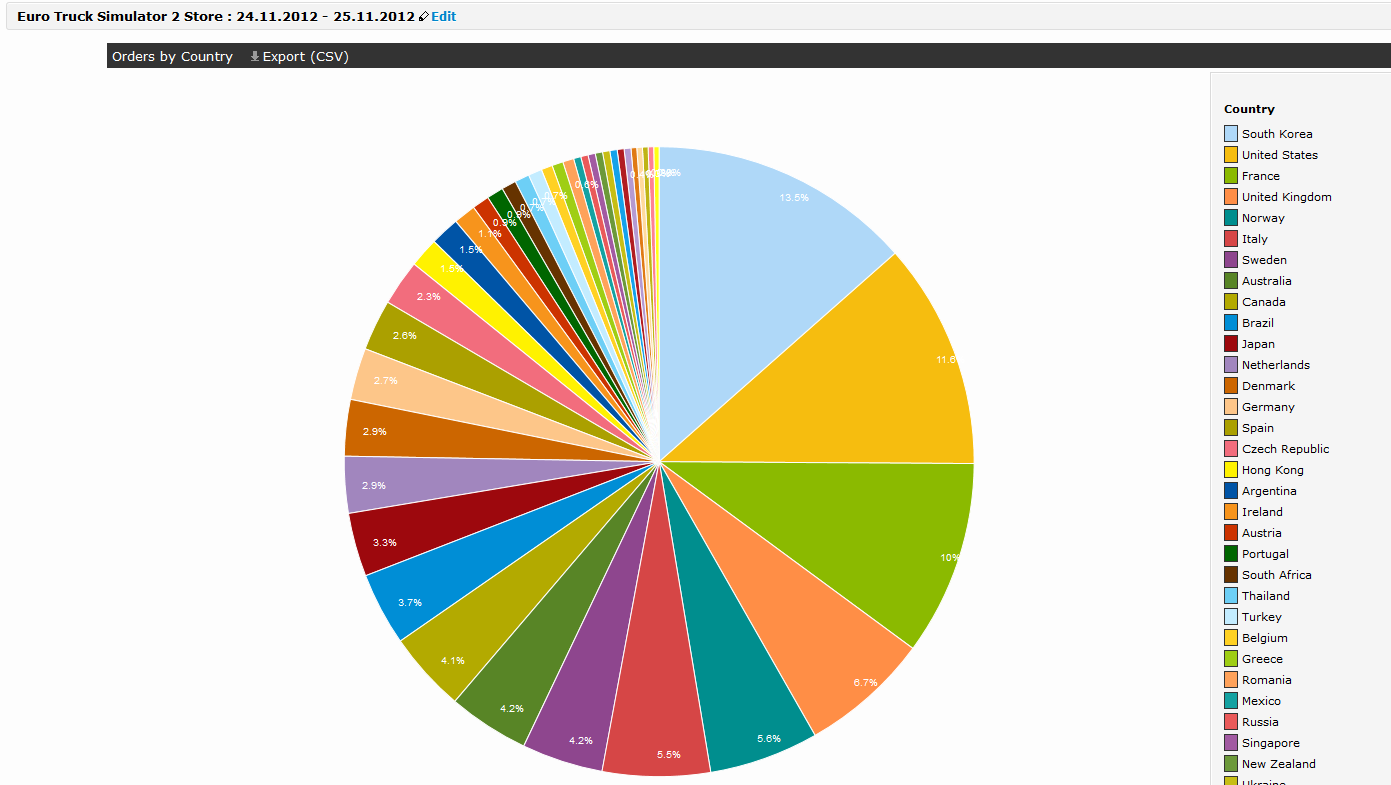 Euro Truck Simulator 2 Store : 24.11.2012 - 25.11.2012 Edit
Orders by Country Export (CSV)
Country
South Korea
United States
France
United Kingdom
Norway
Italy
Sweden
Australia
Canada
Brazil
Japan
Netherlands
Denmark
Germany
Spain
Czech Republic
Hong Kong
Argentina
Ireland
Austria
Portugal
South Africa
Thailand
Turkey
Belgium
Greece
Romania
Mexico
Russia
Singapore
New Zealand
Ukraine
13.5%
11.6
10%
6.7%
5.6%
5.5%
4.2%
4.2%
4.1%
3.7%
3.3%
2.9%
2.9%
2.7%
2.6%
2.3%
1.5%
1.5%
1.1%
0.9%
0.9%
0.7%
0.7%
0.6%